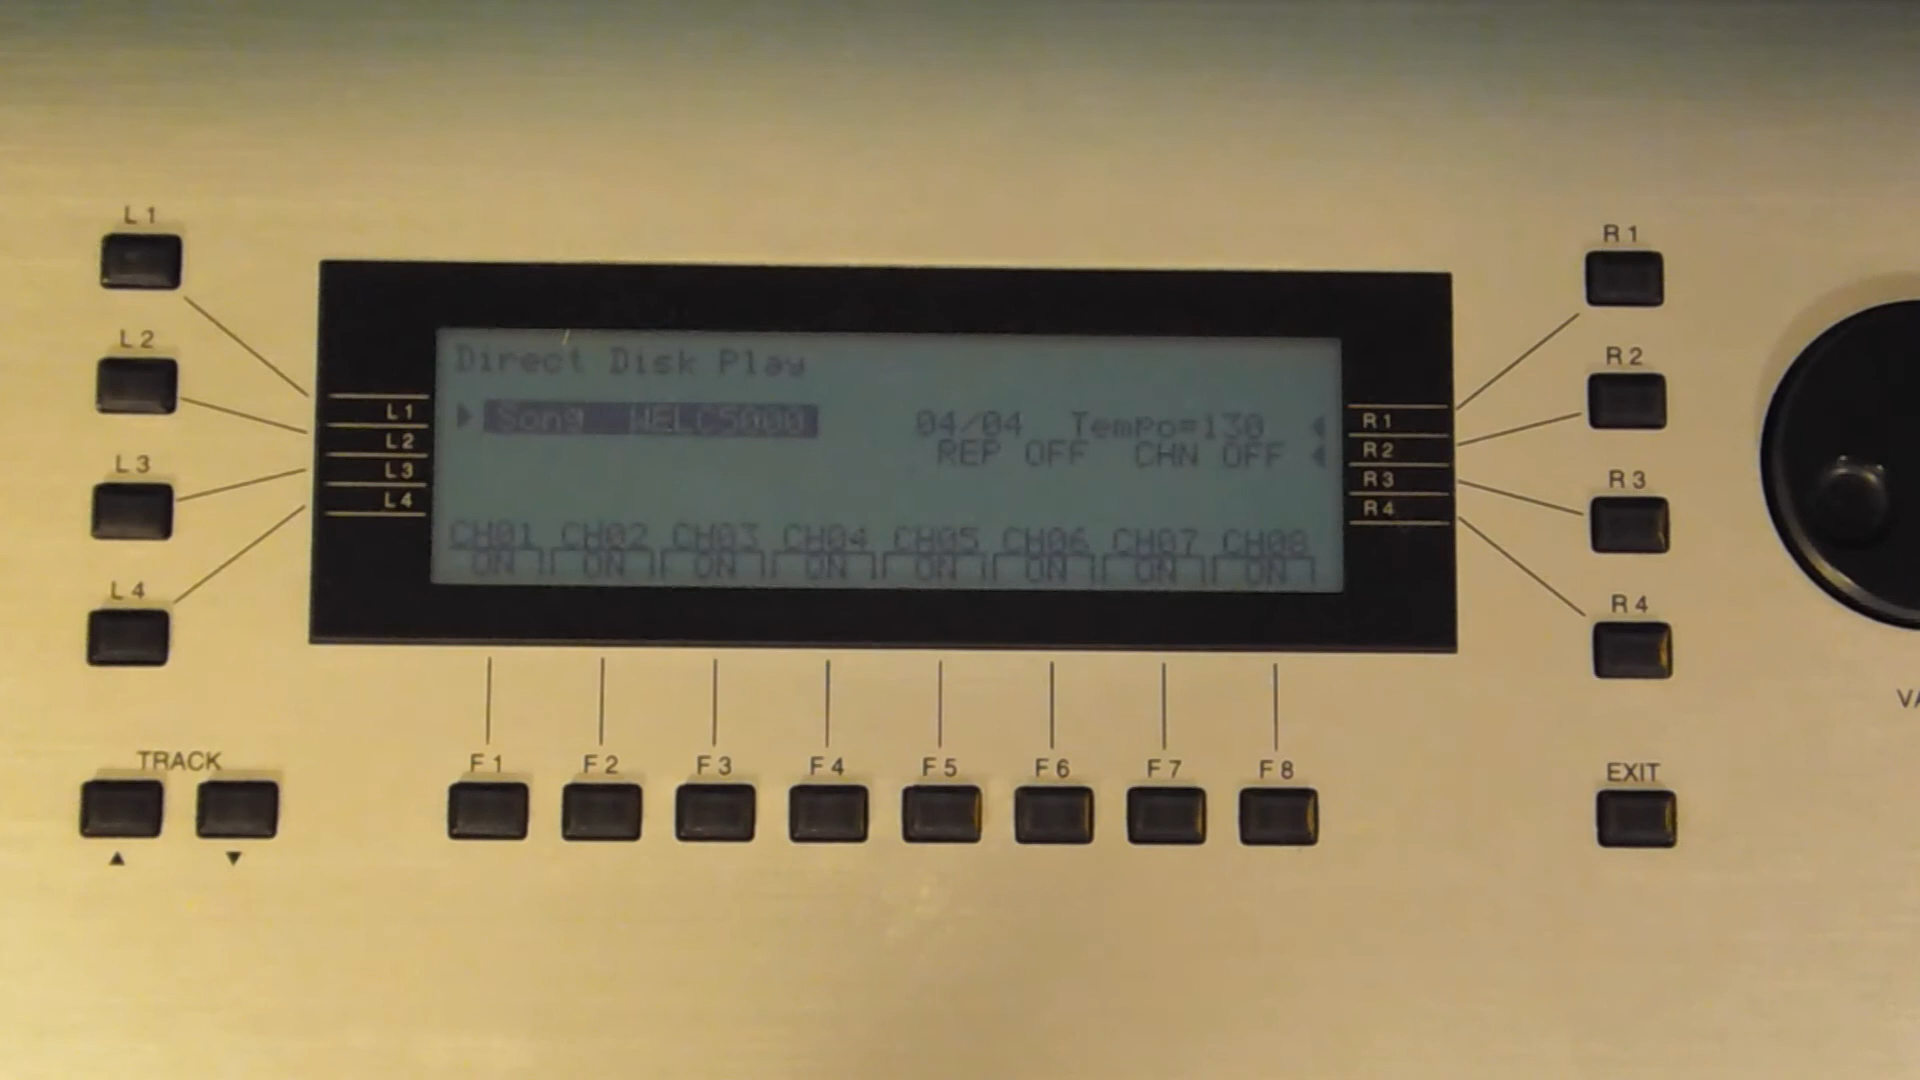 L1
L2
L3
L4
R1
R2
R3
R4
L1
L2
L3
L4
R1
R2
R3
R4
Direct Disk Play
Song WELC5000 04/04 Tempo=130
REP OFF CHN OFF
CH01 CH02 CH03 CH04 CH05 CH06 CH07 CH08
ON ON ON ON ON ON ON ON
TRACK
F1 F2 F3 F4 F5 F6 F7 F8
EXIT
VA